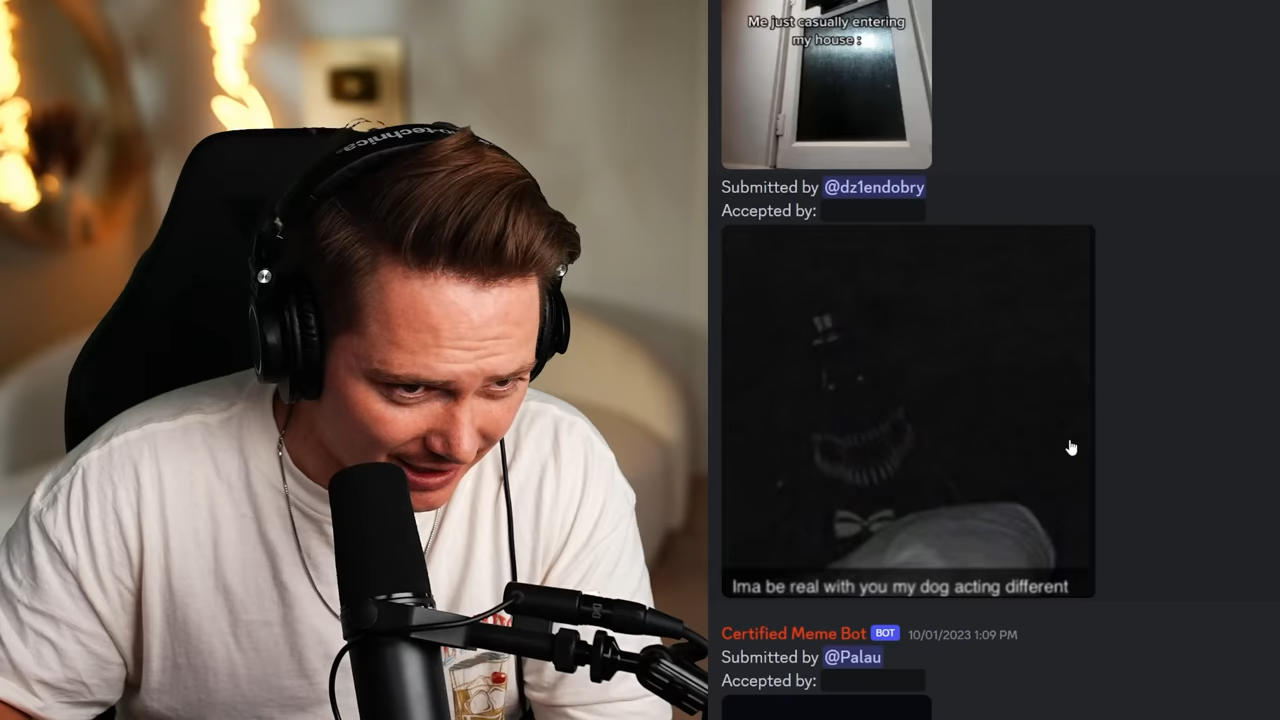 Me just casually entering
my house :
Submitted by @dz1endobry
Accepted by:
Ima be real with you my dog acting different
Certified Meme Bot BOT 10/01/2023 1:09 PM
Submitted by @Palau
Accepted by: